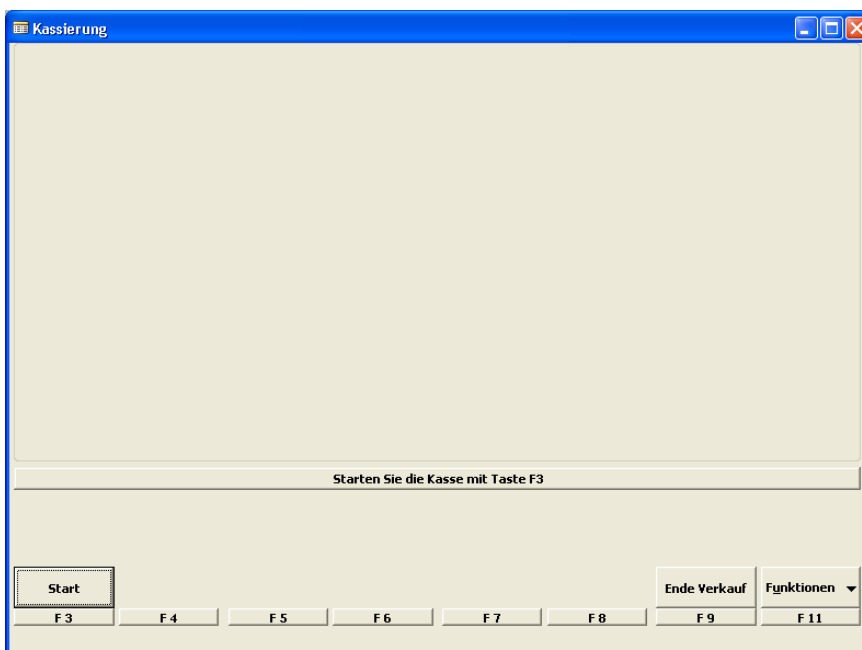 Kassierung
Starten Sie die Kasse mit Taste F3
Start
Ende Verkauf
Funktionen
F 3
F 4
F 5
F 6
F 7
F 8
F 9
F 11